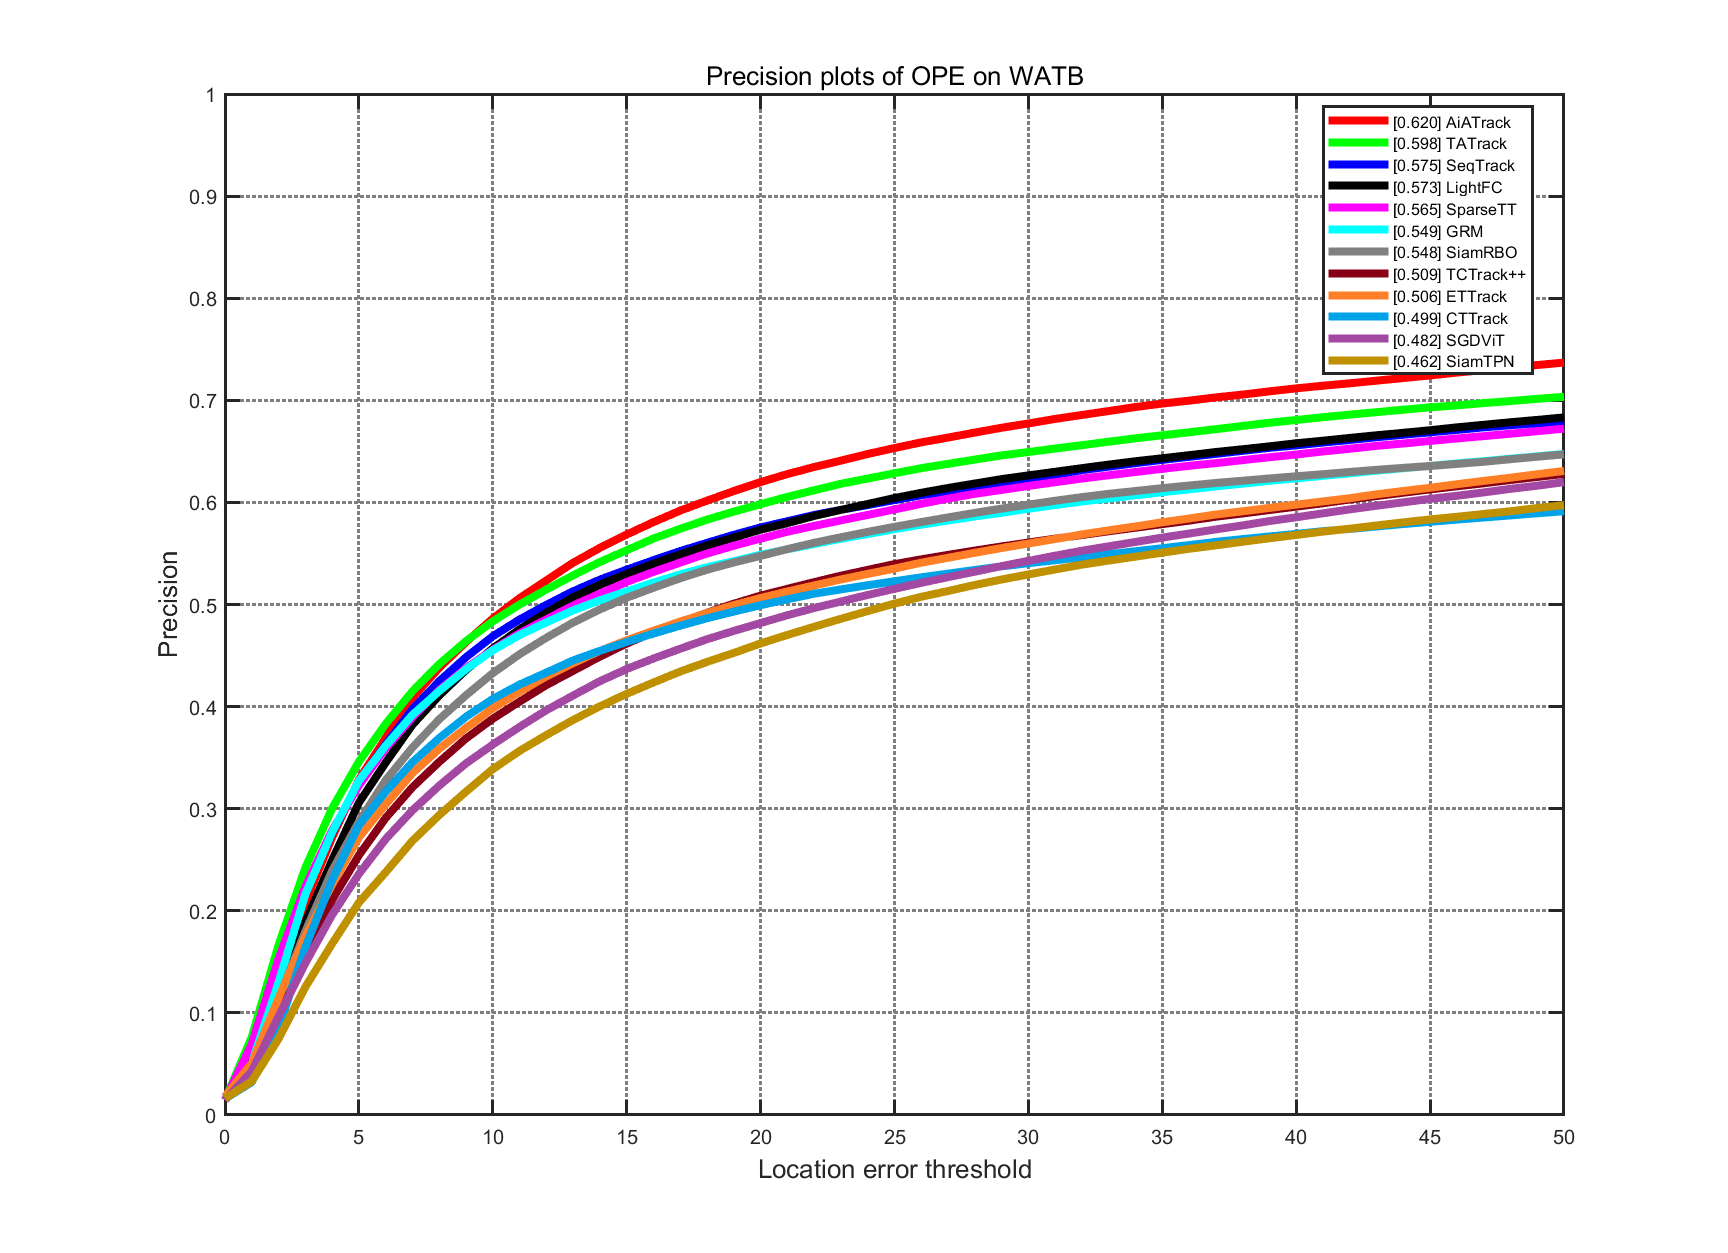 Precision plots of OPE on WATB
1
0.9
0.8
0.7
0.6
0.5
0.4
0.3
0.2
0.1
0
Precision
[0.620] AiATrack
[0.598] TATrack
[0.575] SeqTrack
[0.573] LightFC
[0.565] SparseTT
[0.549] GRM
[0.548] SiamRBO
[0.509] TCTrack++
[0.506] ETTrack
[0.499] CTTrack
[0.482] SGDViT
[0.462] SiamTPN
0 5 10 15 20 25 30 35 40 45 50
Location error threshold